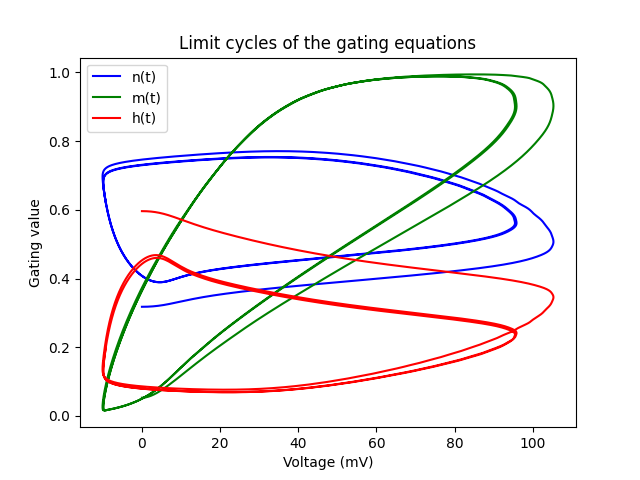 Limit cycles of the gating equations
n(t)
m(t)
h(t)
1.0
0.8
0.6
0.4
0.2
0.0
Gating value
0 20 40 60 80 100
Voltage (mV)